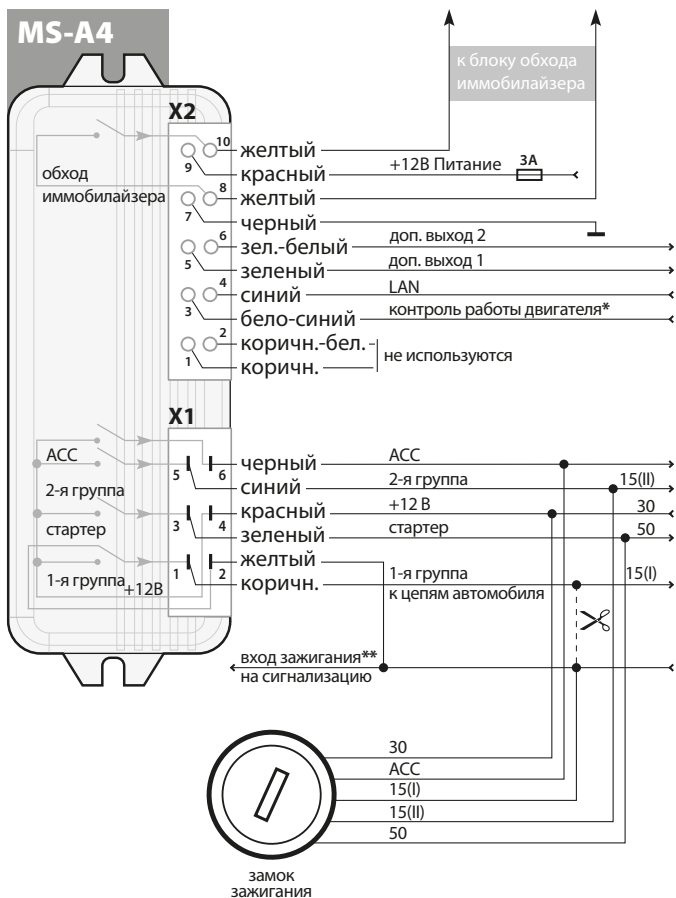 MS-A4
к блоку обхода
иммобилайзера
X2
10
желтый
9
красный
+12В Питание
3А
обход
иммобилайзера
8
желтый
7
черный
6
зел.-белый
доп. выход 2
5
зеленый
доп. выход 1
4
синий
LAN
3
бело-синий
контроль работы двигателя*
2
коричн.-бел.
1
коричн.
не используются
X1
ACC
5
6
черный
ACC
2-я группа
синий
2-я группа
15(II)
красный
+12 В
30
стартер
3
4
зеленый
стартер
50
желтый
1-я группа
+12В
1
2
коричн.
1-я группа
к цепям автомобиля
15(I)
вход зажигания**
на сигнализацию
30
ACC
15(I)
15(II)
50
замок
зажигания